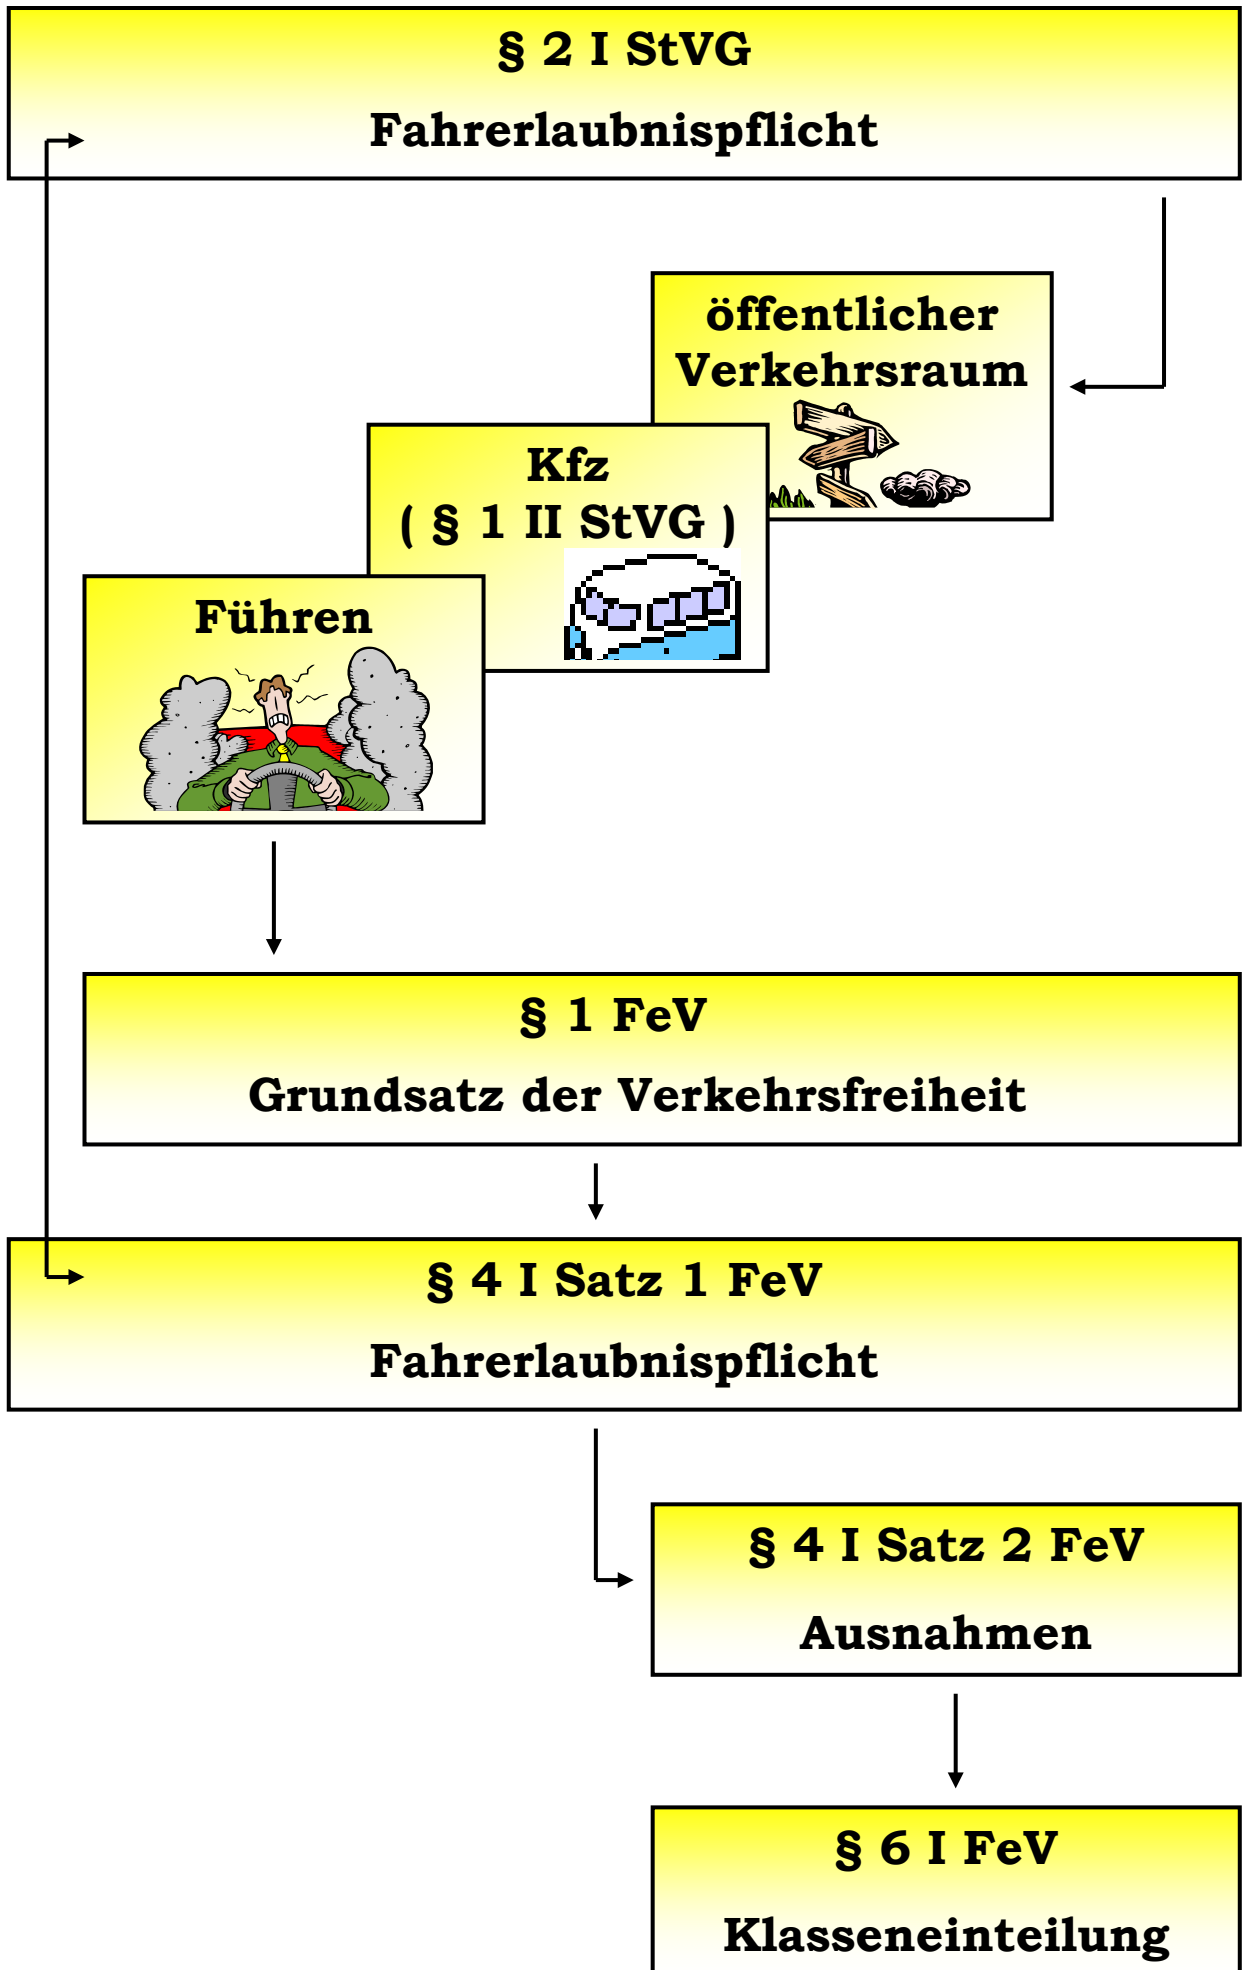 § 2 I StVG
Fahrerlaubnispflicht
öffentlicher
Verkehrsraum
Kfz
( § 1 II StVG )
Führen
§ 1 FeV
Grundsatz der Verkehrsfreiheit
§ 4 I Satz 1 FeV
Fahrerlaubnispflicht
§ 4 I Satz 2 FeV
Ausnahmen
§ 6 I FeV
Klasseneinteilung